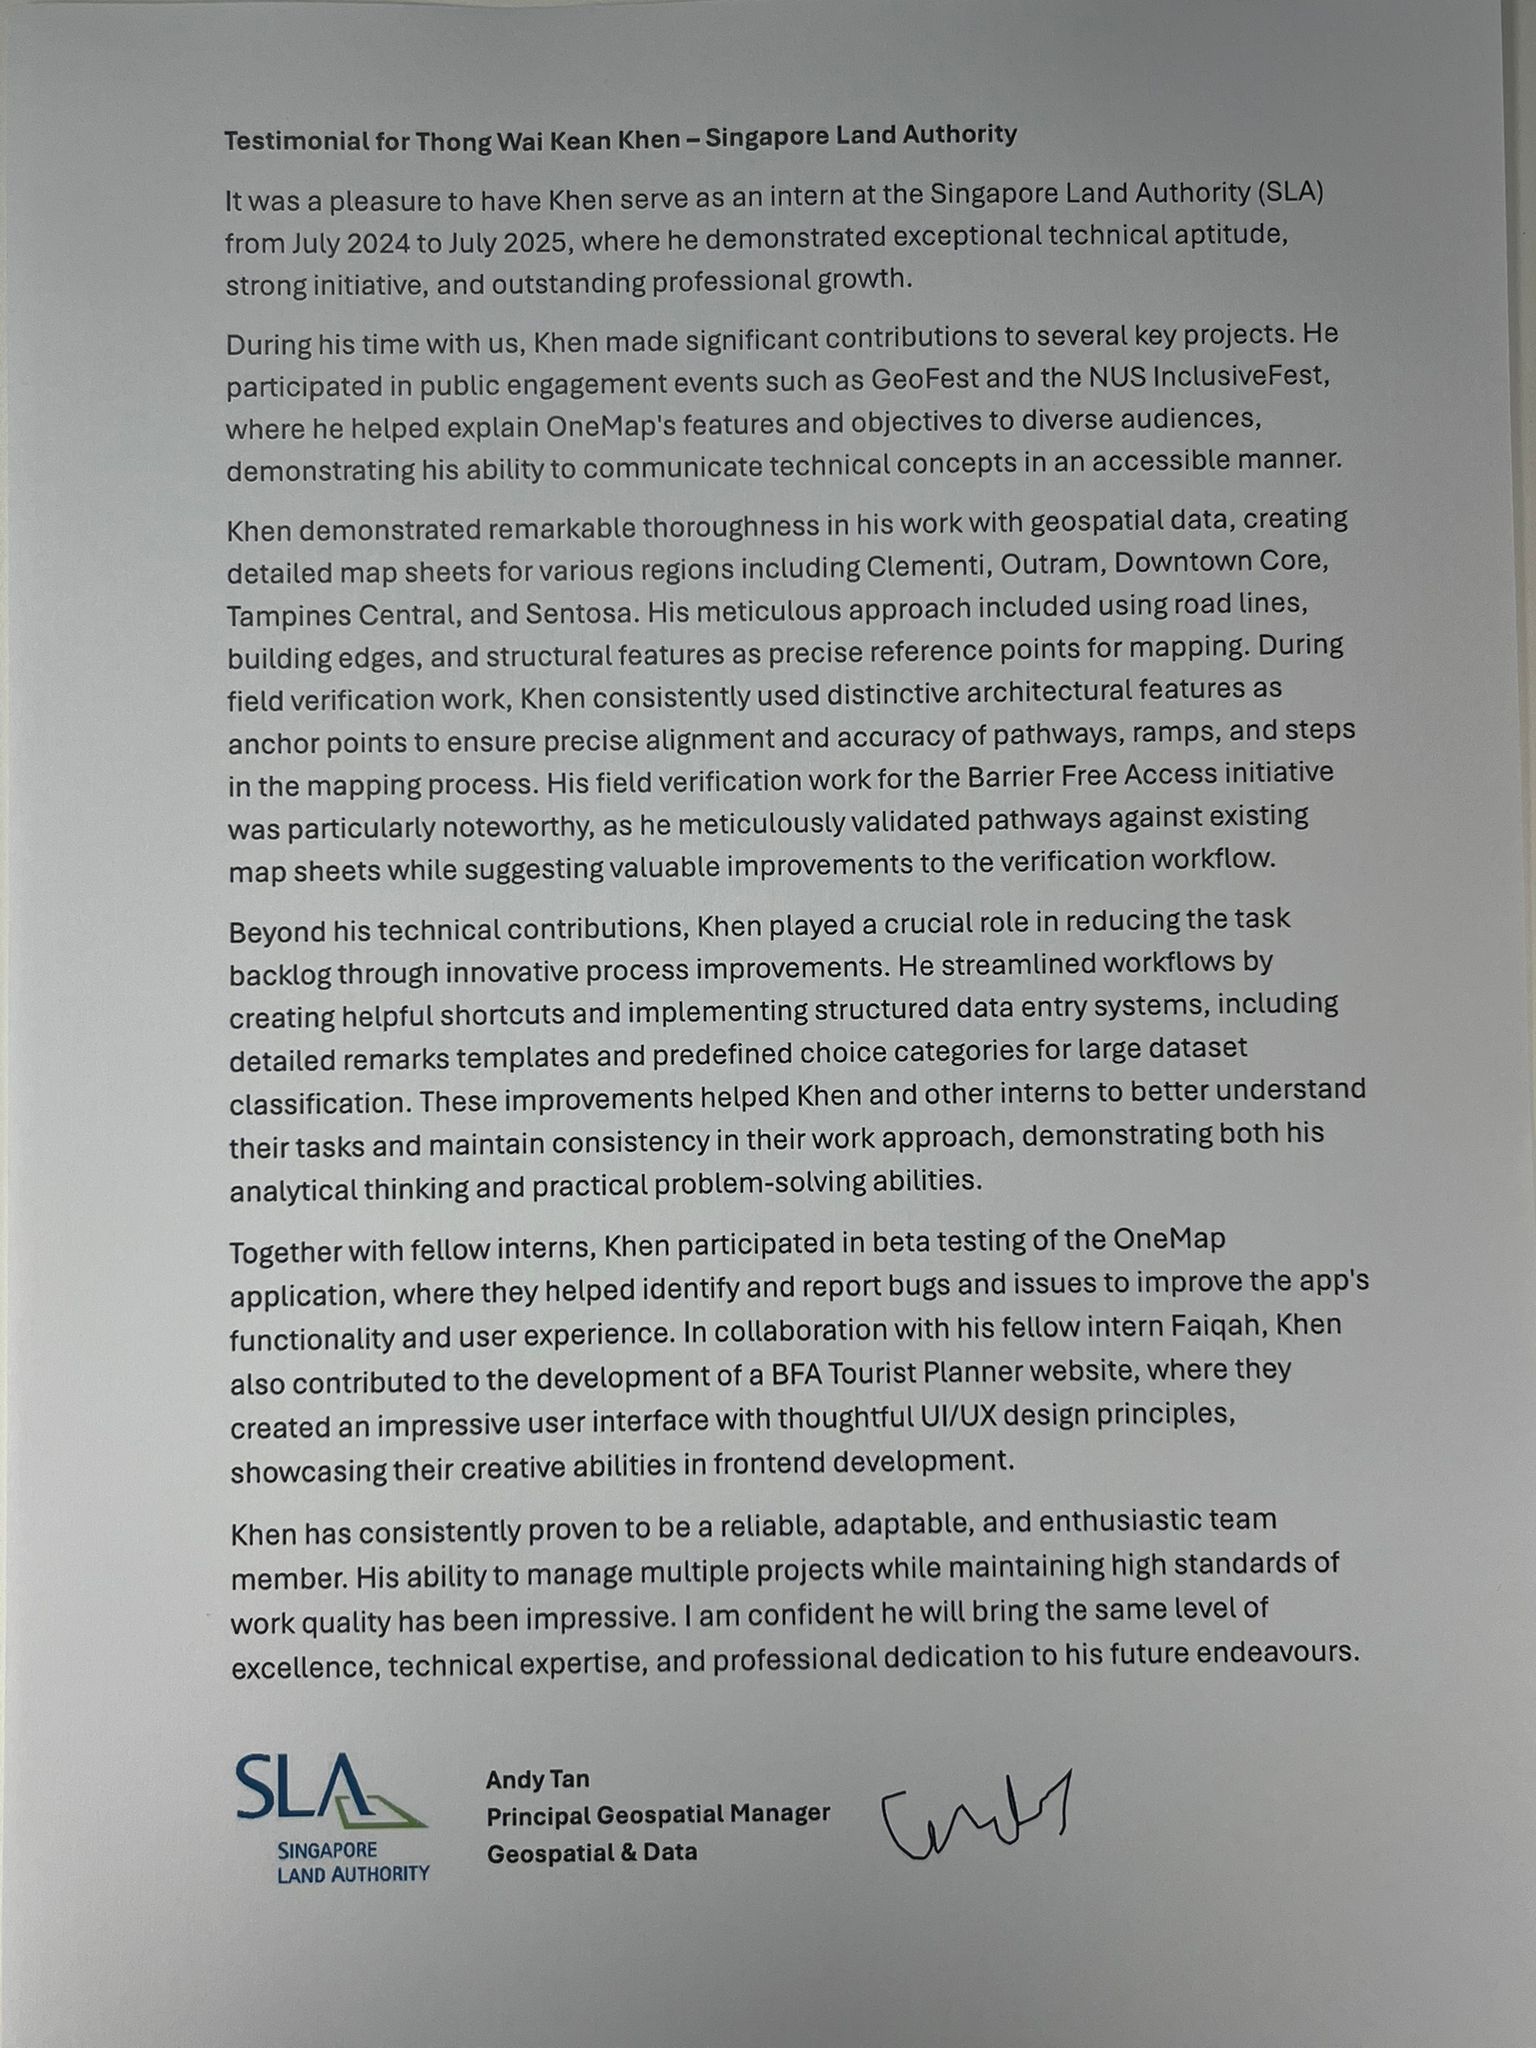 Testimonial for Thong Wai Kean Khen – Singapore Land Authority
It was a pleasure to have Khen serve as an intern at the Singapore Land Authority (SLA)
from July 2024 to July 2025, where he demonstrated exceptional technical aptitude,
strong initiative, and outstanding professional growth.
During his time with us, Khen made significant contributions to several key projects. He
participated in public engagement events such as GeoFest and the NUS InclusiveFest,
where he helped explain OneMap's features and objectives to diverse audiences,
demonstrating his ability to communicate technical concepts in an accessible manner.
Khen demonstrated remarkable thoroughness in his work with geospatial data, creating
detailed map sheets for various regions including Clementi, Outram, Downtown Core,
Tampines Central, and Sentosa. His meticulous approach included using road lines,
building edges, and structural features as precise reference points for mapping. During
field verification work, Khen consistently used distinctive architectural features as
anchor points to ensure precise alignment and accuracy of pathways, ramps, and steps
in the mapping process. His field verification work for the Barrier Free Access initiative
was particularly noteworthy, as he meticulously validated pathways against existing
map sheets while suggesting valuable improvements to the verification workflow.
Beyond his technical contributions, Khen played a crucial role in reducing the task
backlog through innovative process improvements. He streamlined workflows by
creating helpful shortcuts and implementing structured data entry systems, including
detailed remarks templates and predefined choice categories for large dataset
classification. These improvements helped Khen and other interns to better understand
their tasks and maintain consistency in their work approach, demonstrating both his
analytical thinking and practical problem-solving abilities.
Together with fellow interns, Khen participated in beta testing of the OneMap
application, where they helped identify and report bugs and issues to improve the app's
functionality and user experience. In collaboration with his fellow intern Faiqah, Khen
also contributed to the development of a BFA Tourist Planner website, where they
created an impressive user interface with thoughtful UI/UX design principles,
showcasing their creative abilities in frontend development.
Khen has consistently proven to be a reliable, adaptable, and enthusiastic team
member. His ability to manage multiple projects while maintaining high standards of
work quality has been impressive. I am confident he will bring the same level of
excellence, technical expertise, and professional dedication to his future endeavours.
SLA
SINGAPORE
LAND AUTHORITY
Andy Tan
Principal Geospatial Manager
Geospatial & Data